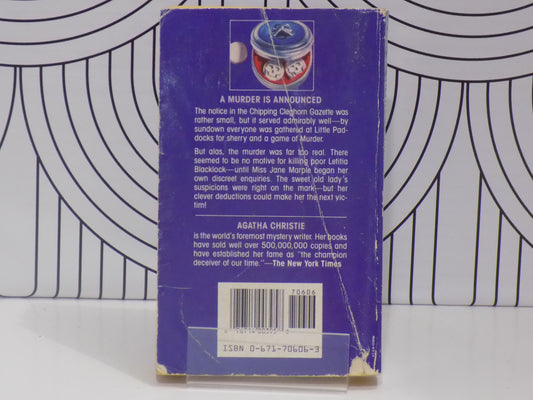 A MURDER IS ANNOUNCED
The notice in the Chipping Cleghorn Gazette was
rather small, but it served admirably well—by
sundown everyone was gathered at Little Pad-
docks for sherry and a game of Murder.
But alas, the murder was far too real. There
seemed to be no motive for killing poor Letitia
Blacklock—until Miss Jane Marple began her
own discreet enquiries. The sweet old lady's
suspicions were right on the mark—but her
clever deductions could make her the next vic-
tim!
AGATHA CHRISTIE
is the world's foremost mystery writer. Her books
have sold well over 500,000,000 copies and
have established her fame as "the champion
deceiver of our time."—The New York Times
70606
ISBN 0-671-70606-3